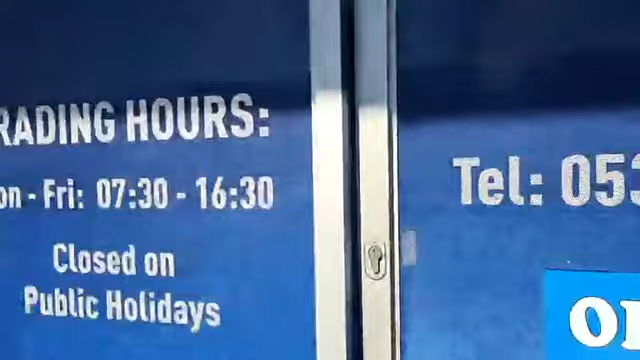 RADING HOURS:
on - Fri: 07:30 - 16:30
Closed on
Public Holidays
Tel: 053